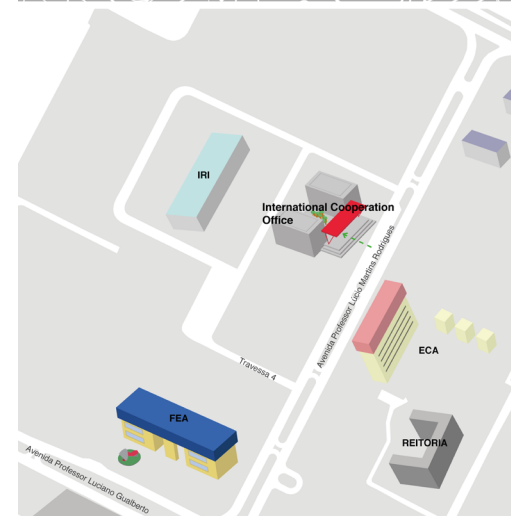 IRI
International Cooperation
Office
Avenida Professor Lúcio Martins Rodrigues
ECA
Travessa 4
FEA
REITORIA
Avenida Professor Luciano Gualberto